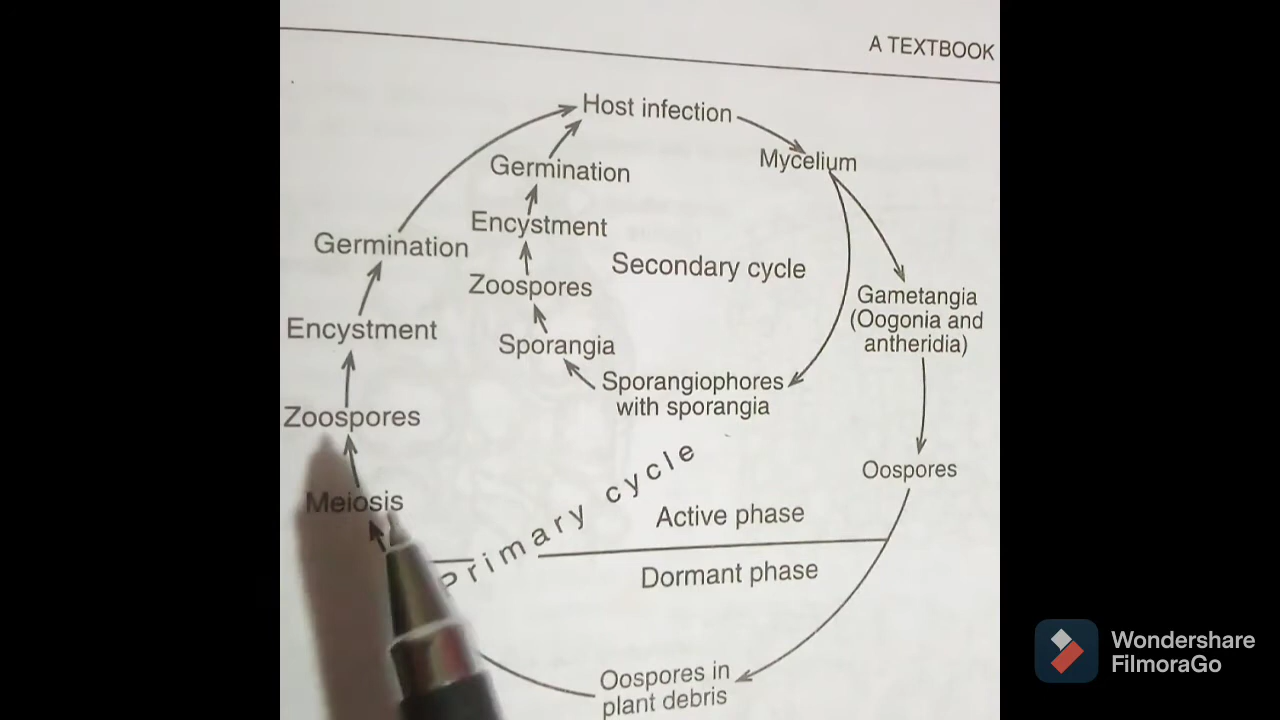 A TEXTBOOK
Host infection
Mycelium
Germination
Encystment
Secondary cycle
Germination
Zoospores
Gametangia
(Oogonia and
antheridia)
Encystment
Sporangia
Sporangiophores
with sporangia
Zoospores
Oospores
Meiosis
Primary cycle
Active phase
Dormant phase
Oospores in
plant debris
Wondershare
FilmoraGo